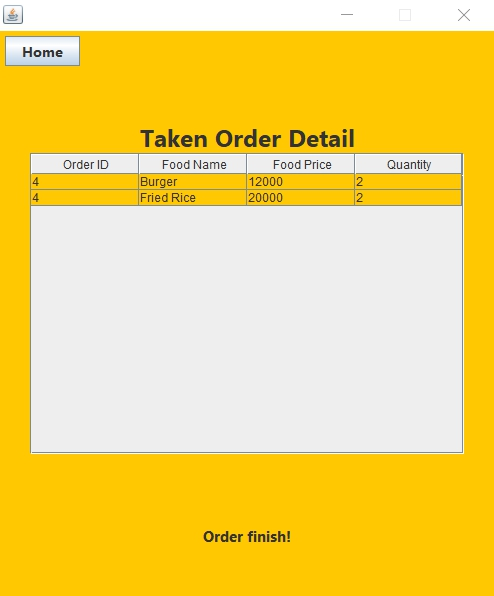 Home
Taken Order Detail
Order ID Food Name Food Price Quantity
4 Burger 12000 2
4 Fried Rice 20000 2
Order finish!